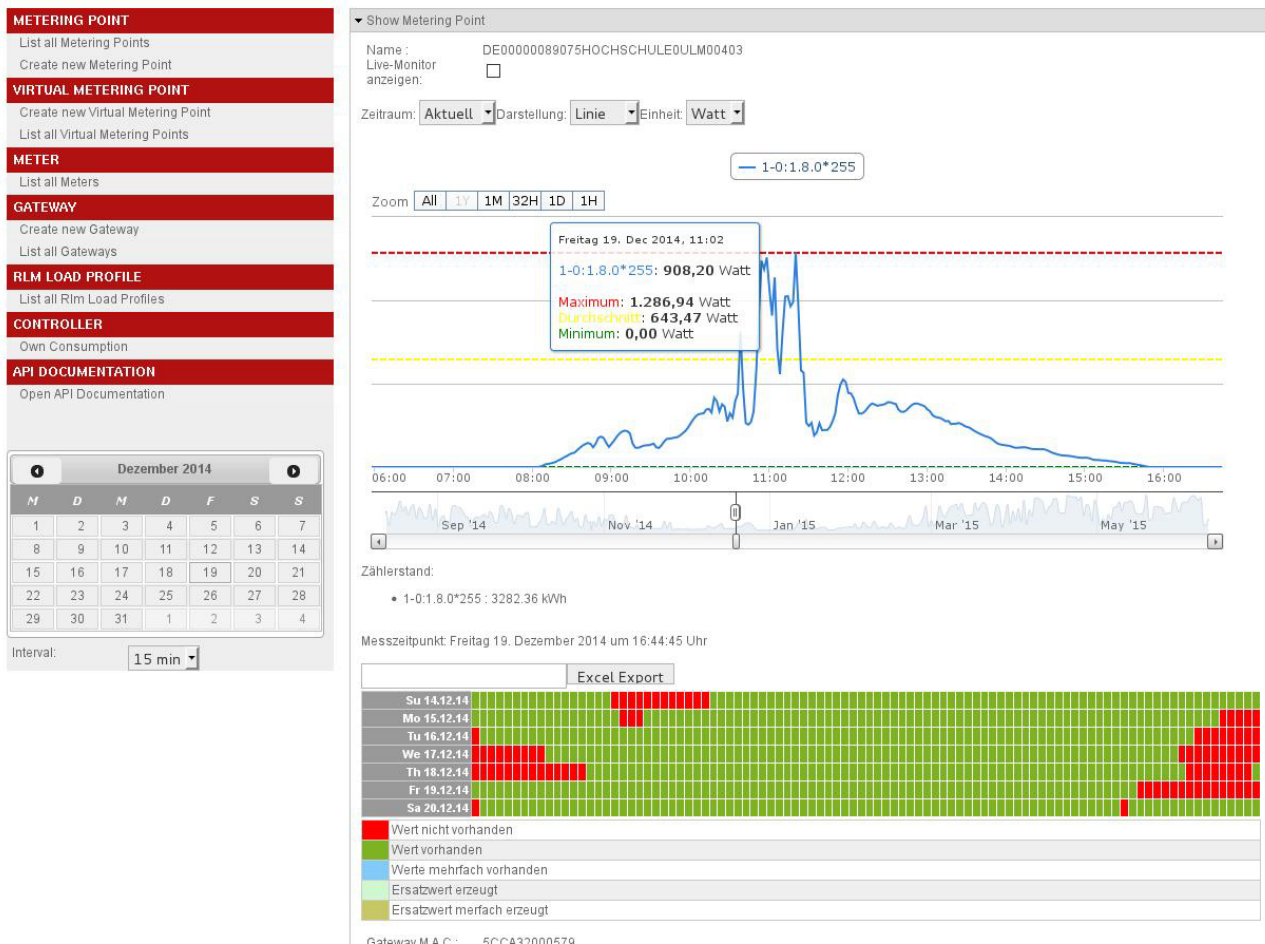 METERING POINT
List all Metering Points
Create new Metering Point
VIRTUAL METERING POINT
Create new Virtual Metering Point
List all Virtual Metering Points
METER
List all Meters
GATEWAY
Create new Gateway
List all Gateways
RLM LOAD PROFILE
List all Rlm Load Profiles
CONTROLLER
Own Consumption
API DOCUMENTATION
Open API Documentation
Dezember 2014
M D M D F S S
1 2 3 4 5 6 7
8 9 10 11 12 13 14
15 16 17 18 19 20 21
22 23 24 25 26 27 28
29 30 31 1 2 3 4
Interval: 15 min
Show Metering Point
Name : DE00000089075HOCHSCHULE0ULM00403
Live-Monitor
anzeigen:
Zeitraum: Aktuell Darstellung: Linie Einheit: Watt
1-0:1.8.0*255
Zoom All 1Y 1M 32H 1D 1H
Freitag 19. Dec 2014, 11:02
1-0:1.8.0*255: 908,20 Watt
Maximum: 1.286,94 Watt
Durchschnitt: 643,47 Watt
Minimum: 0,00 Watt
06:00 07:00 08:00 09:00 10:00 11:00 12:00 13:00 14:00 15:00 16:00
Sep '14 Nov '14 Jan '15 Mar '15 May '15
Zählerstand:
• 1-0:1.8.0*255 : 3282.36 kWh
Messzeitpunkt: Freitag 19. Dezember 2014 um 16:44:45 Uhr
Excel Export
Su 14.12.14
Mo 15.12.14
Tu 16.12.14
We 17.12.14
Th 18.12.14
Fr 19.12.14
Sa 20.12.14
Wert nicht vorhanden
Wert vorhanden
Werte mehrfach vorhanden
Ersatzwert erzeugt
Ersatzwert merfach erzeugt
Gateway M.A.C.: 5CCA32000579